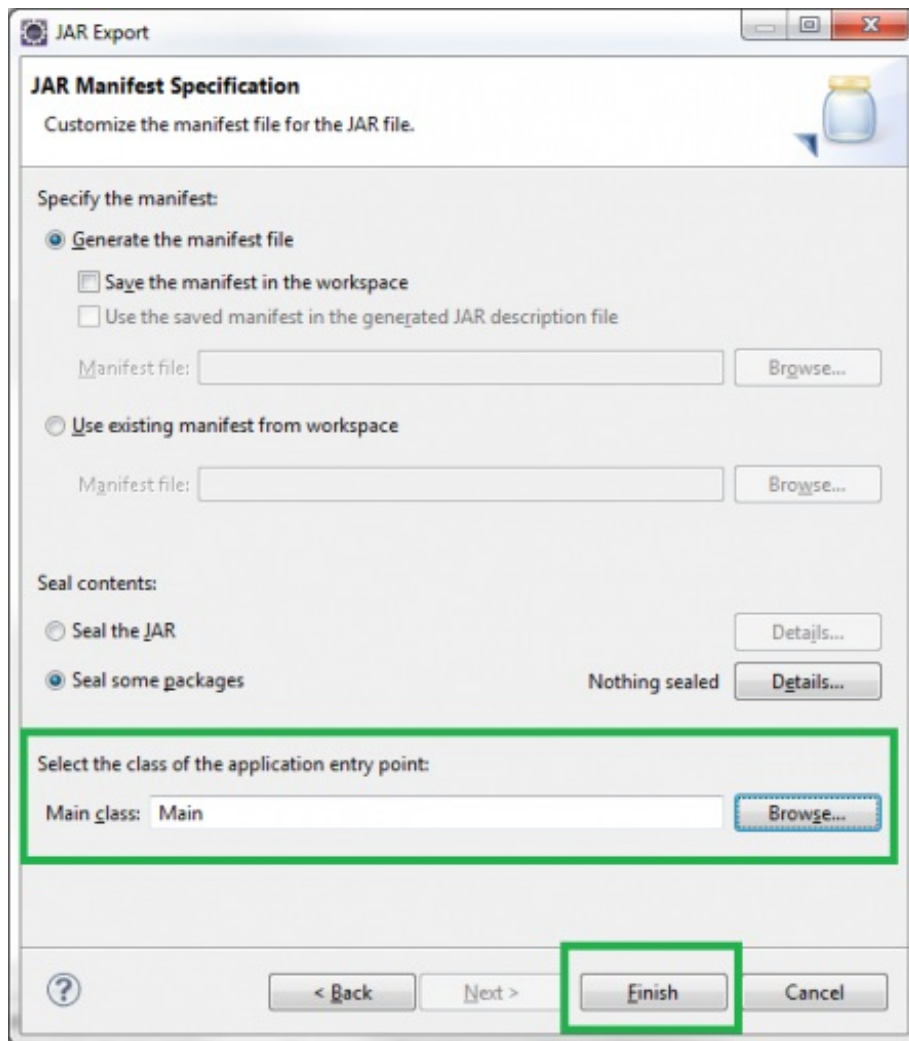 JAR Export
JAR Manifest Specification
Customize the manifest file for the JAR file.
Specify the manifest:
Generate the manifest file
Save the manifest in the workspace
Use the saved manifest in the generated JAR description file
Manifest file:
Browse...
Use existing manifest from workspace
Manifest file:
Browse...
Seal contents:
Seal the JAR
Details...
Seal some packages
Nothing sealed
Details...
Select the class of the application entry point:
Main class: Main
Browse...
?
< Back
Next >
Finish
Cancel